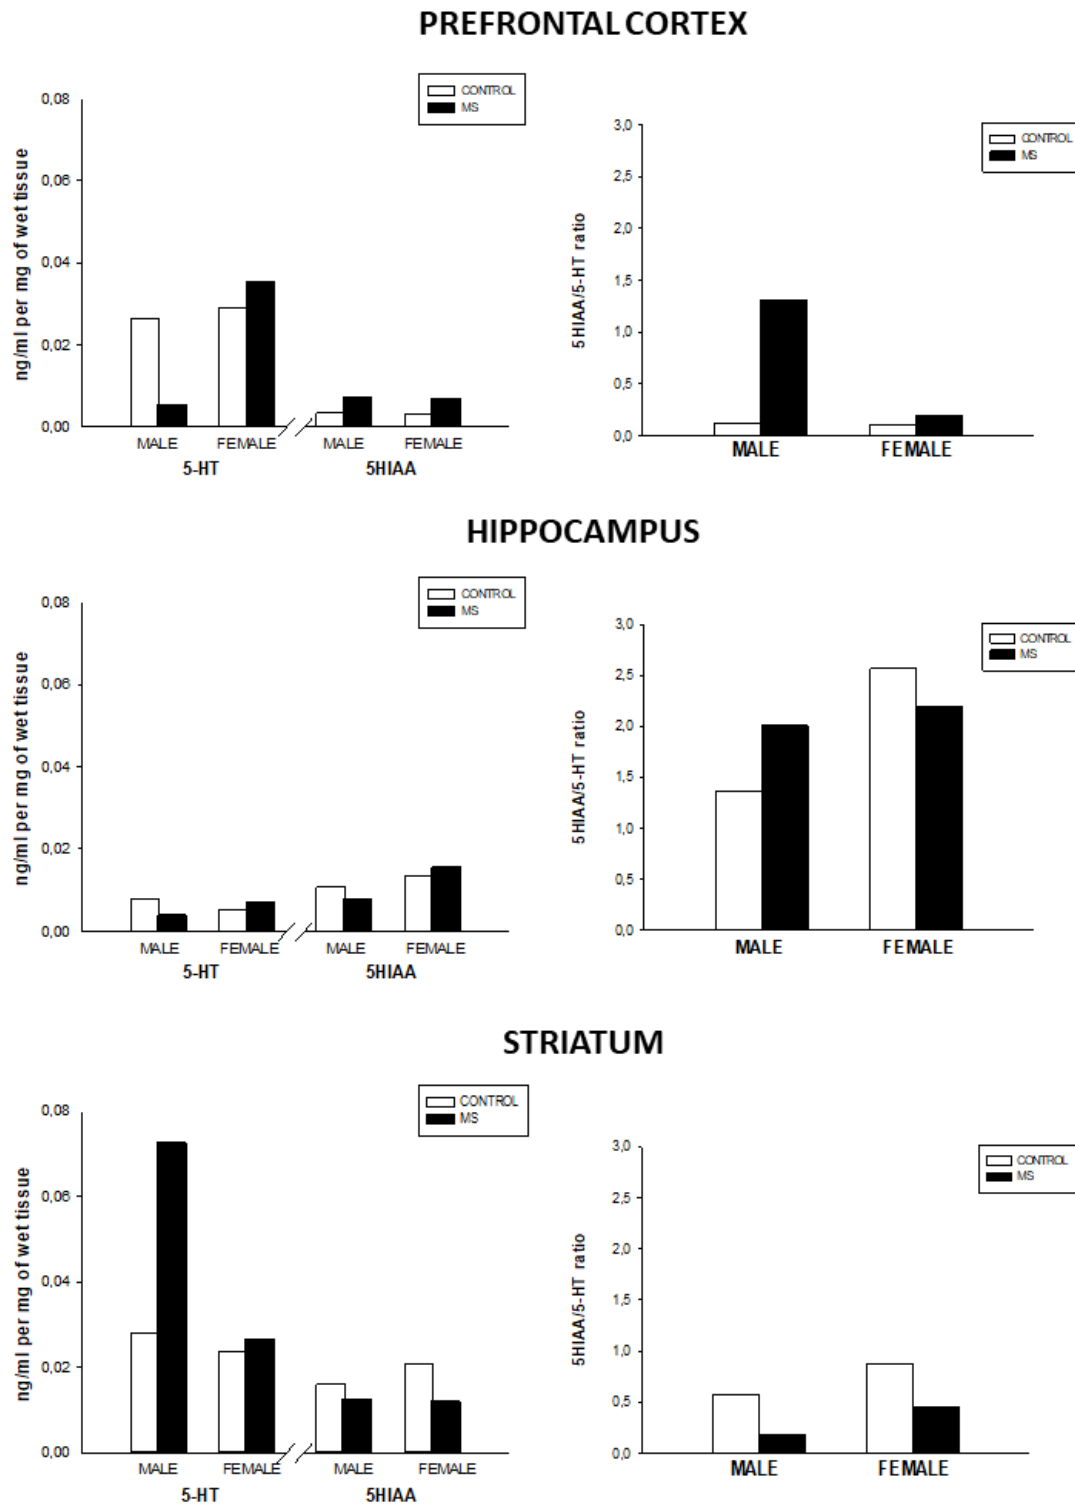 PREFRONTAL CORTEX
CONTROL
MS
ng/ml per mg of wet tissue
0,08
0,06
0,04
0,02
0,00
MALE FEMALE MALE FEMALE
5-HT 5HIAA
CONTROL
MS
5HIAA/5-HT ratio
3,0
2,5
2,0
1,5
1,0
0,5
0,0
MALE FEMALE
HIPPOCAMPUS
CONTROL
MS
ng/ml per mg of wet tissue
0,08
0,06
0,04
0,02
0,00
MALE FEMALE MALE FEMALE
5-HT 5HIAA
CONTROL
MS
5HIAA/5-HT ratio
3,0
2,5
2,0
1,5
1,0
0,5
0,0
MALE FEMALE
STRIATUM
CONTROL
MS
ng/ml per mg of wet tissue
0,08
0,06
0,04
0,02
0,00
MALE FEMALE MALE FEMALE
5-HT 5HIAA
CONTROL
MS
5HIAA/5-HT ratio
3,0
2,5
2,0
1,5
1,0
0,5
0,0
MALE FEMALE